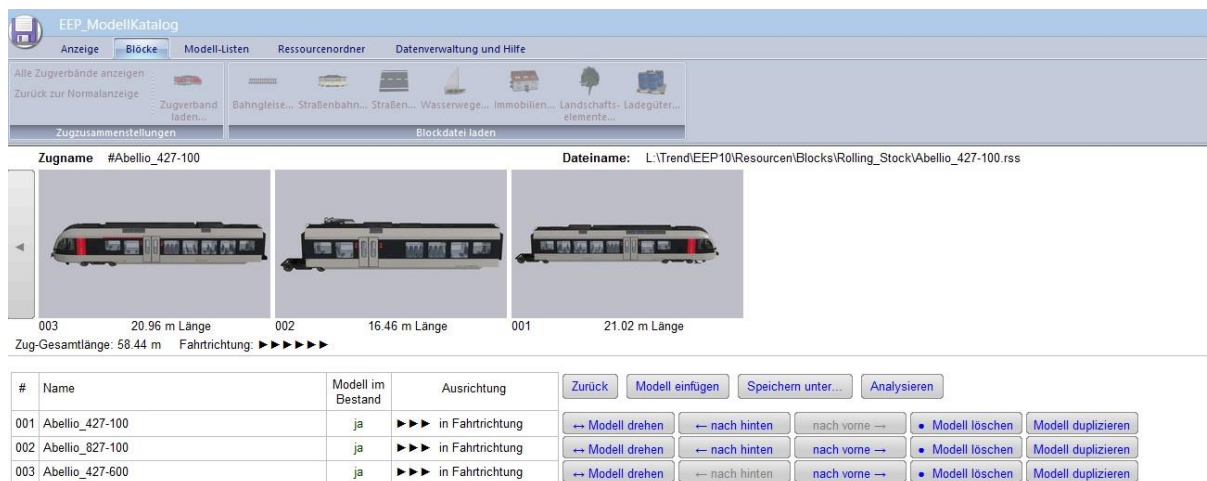 EEP_ModellKatalog
Anzeige Blöcke Modell-Listen Ressourcenordner Datenverwaltung und Hilfe
Alle Zugverbände anzeigen
Zurück zur Normalanzeige
Zugverband laden...
Bahngleise... Straßenbahn... Straßen... Wasserwege... Immobilien... Landschafts- Ladegüter...
elemente...
Zugzusammenstellungen Blockdatei laden
Zugname #Abellio_427-100 Dateiname: L:\Trend\EEP10\Resourcen\Blocks\Rolling_Stock\Abellio_427-100.rss
◄
003 20.96 m Länge 002 16.46 m Länge 001 21.02 m Länge
Zug-Gesamtlänge: 58.44 m Fahrtrichtung: ►►►►►►
# Name Modell im Bestand Ausrichtung Zurück Modell einfügen Speichern unter... Analysieren
001 Abellio_427-100 ja ►►► in Fahrtrichtung ↔ Modell drehen ← nach hinten nach vorne → • Modell löschen Modell duplizieren
002 Abellio_827-100 ja ►►► in Fahrtrichtung ↔ Modell drehen ← nach hinten nach vorne → • Modell löschen Modell duplizieren
003 Abellio_427-600 ja ►►► in Fahrtrichtung ↔ Modell drehen ← nach hinten nach vorne → • Modell löschen Modell duplizieren